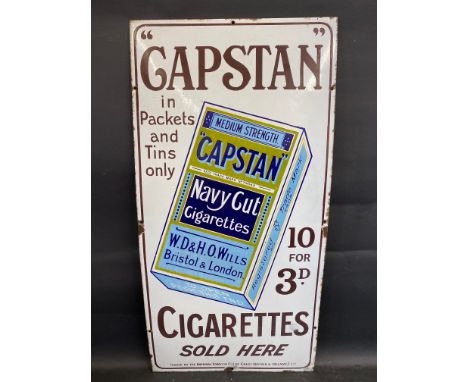 “CAPSTAN”
in
Packets
and
Tins
only
MEDIUM STRENGTH.
"CAPSTAN"
Navy Cut
Cigarettes
W.D & H.O. WILLS
Bristol & London.
10
FOR
3D.
CIGARETTES
SOLD HERE